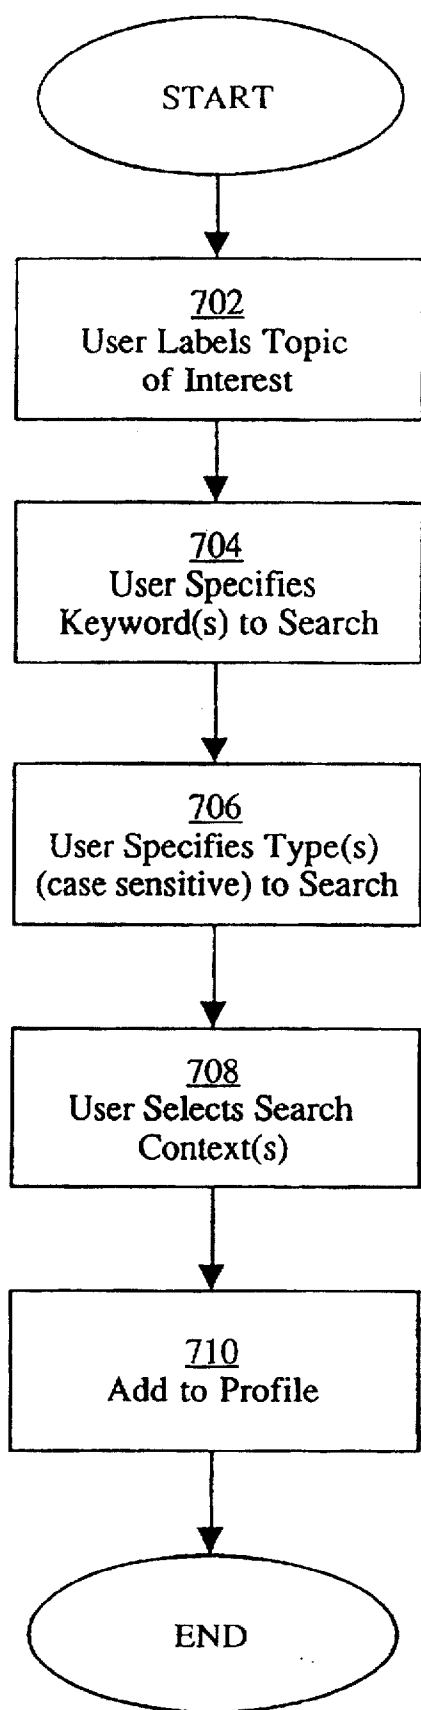 START
702
User Labels Topic
of Interest
704
User Specifies
Keyword(s) to Search
706
User Specifies Type(s)
(case sensitive) to Search
708
User Selects Search
Context(s)
710
Add to Profile
END